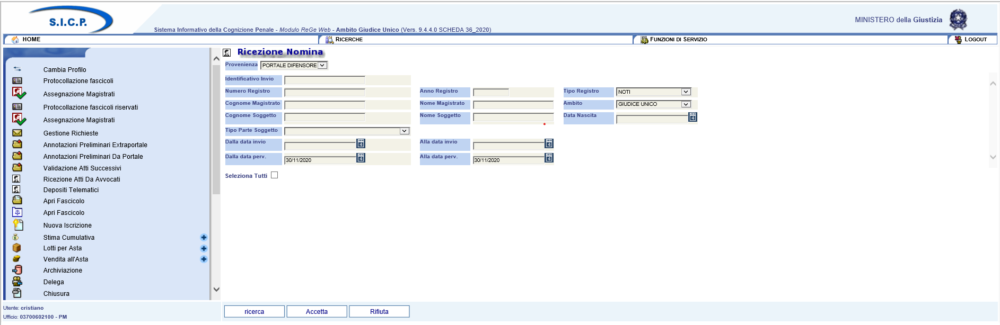 S.I.C.P.
Sistema Informativo della Cognizione Penale - Modulo ReGe Web - Ambito Giudice Unico (Vers. 9.4.4.0 SCHEDA 36_2020)
MINISTERO della Giustizia
HOME
RICERCHE
FUNZIONI DI SERVIZIO
LOGOUT
Cambia Profilo
Protocollazione fascicoli
Assegnazione Magistrati
Protocollazione fascicoli riservati
Assegnazione Magistrati
Gestione Richieste
Annotazioni Preliminari Extraportale
Annotazioni Preliminari Da Portale
Validazione Atti Successivi
Ricezione Atti Da Avvocati
Depositi Telematici
Apri Fascicolo
Apri Fascicolo
Nuova Iscrizione
Stima Cumulativa
Lotti per Asta
Vendita all'Asta
Archiviazione
Delega
Chiusura
Utente: cristiano
Ufficio: 03700602100 - PM
Ricezione Nomina
Provenienza PORTALE DIFENSORE
Identificativo Invio
Numero Registro Anno Registro Tipo Registro NOTI
Cognome Magistrato Nome Magistrato Ambito GIUDICE UNICO
Cognome Soggetto Nome Soggetto Data Nascita 4
Tipo Parte Soggetto
Dalla data invio 4 Alla data invio 4
Dalla data perv. 30/11/2020 4 Alla data perv. 30/11/2020 4
Seleziona Tutti
ricerca Accetta Rifiuta